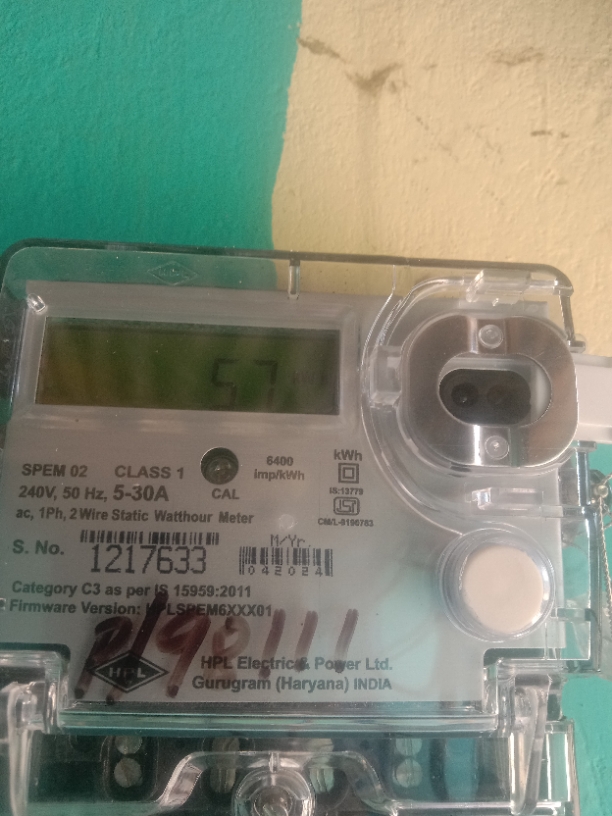 57
SPEM 02 CLASS 1
6400 imp/kWh
kWh
240V, 50 Hz, 5-30A
CAL
IS:13779
ac, 1Ph, 2 Wire Static Watthour Meter
CM/L-9190763
S. No. 1217633
M/Yr.
042024
Category C3 as per IS 15959:2011
Firmware Version: HPLSPEM6XXX01
HPL
HPL Electric & Power Ltd.
Gurugram (Haryana) INDIA